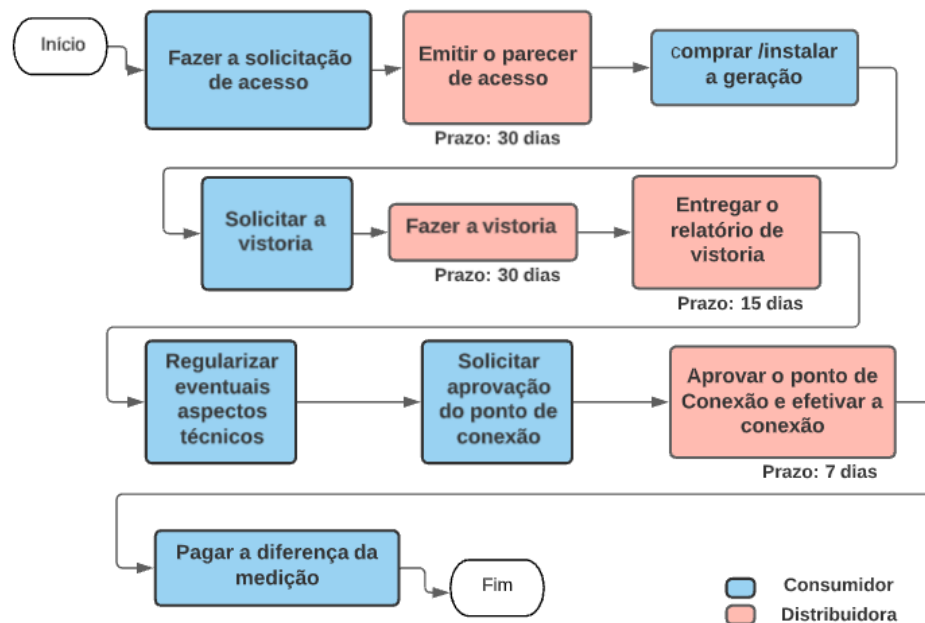 Início
Fazer a solicitação
de acesso
Emitir o parecer
de acesso
Prazo: 30 dias
comprar /instalar
a geração
Solicitar a
vistoria
Fazer a vistoria
Prazo: 30 dias
Entregar o
relatório de
vistoria
Prazo: 15 dias
Regularizar
eventuais
aspectos
técnicos
Solicitar
aprovação
do ponto de
conexão
Aprovar o ponto de
Conexão e efetivar a
conexão
Prazo: 7 dias
Pagar a diferença da
medição
Fim
Consumidor
Distribuidora